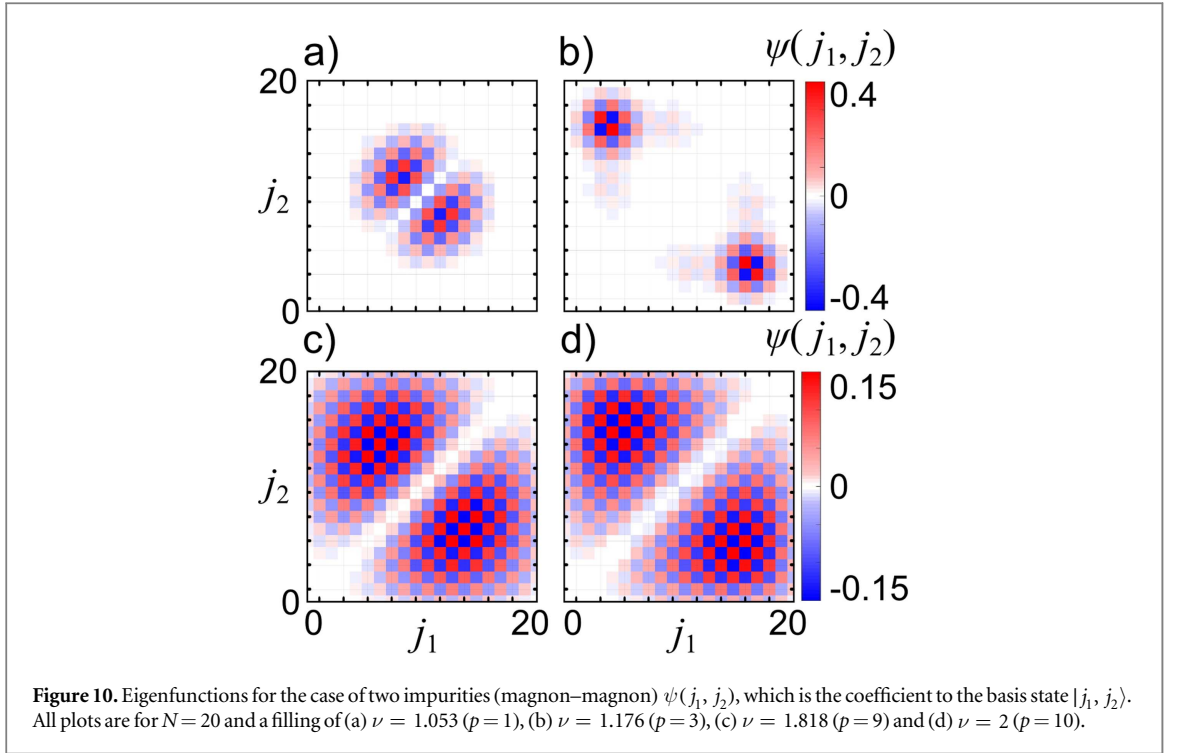 a)
b)
ψ(j₁, j₂)
20
j₂
0
0.4
0
-0.4
c)
d)
ψ(j₁, j₂)
20
j₂
0
0.15
0
-0.15
0
20
0
20
j₁
j₁
Figure 10. Eigenfunctions for the case of two impurities (magnon–magnon) ψ(j₁, j₂), which is the coefficient to the basis state |j₁, j₂⟩.
All plots are for N = 20 and a filling of (a) ν = 1.053 (p = 1), (b) ν = 1.176 (p = 3), (c) ν = 1.818 (p = 9) and (d) ν = 2 (p = 10).